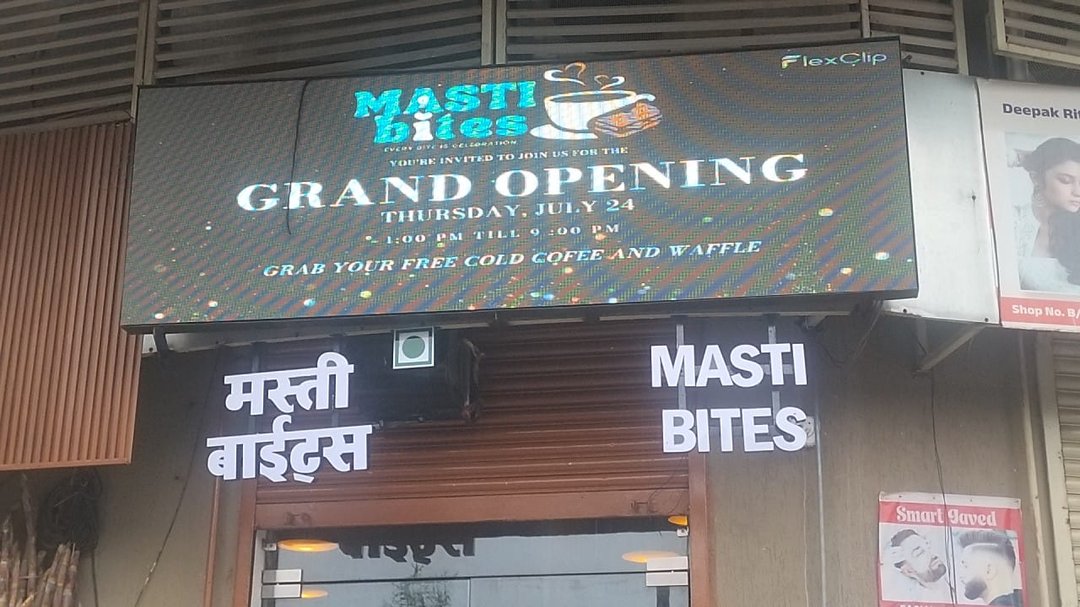 FlexClip
MASTI
bites
EVERY BITE IS CELEBRATION
YOU'RE INVITED TO JOIN US FOR THE
GRAND OPENING
THURSDAY, JULY 24
1:00 PM TILL 9:00 PM
GRAB YOUR FREE COLD COFEE AND WAFFLE
मस्ती
बाईट्स
MASTI
BITES
Deepak
Shop No. B/
Smart Javed
बाईट्स